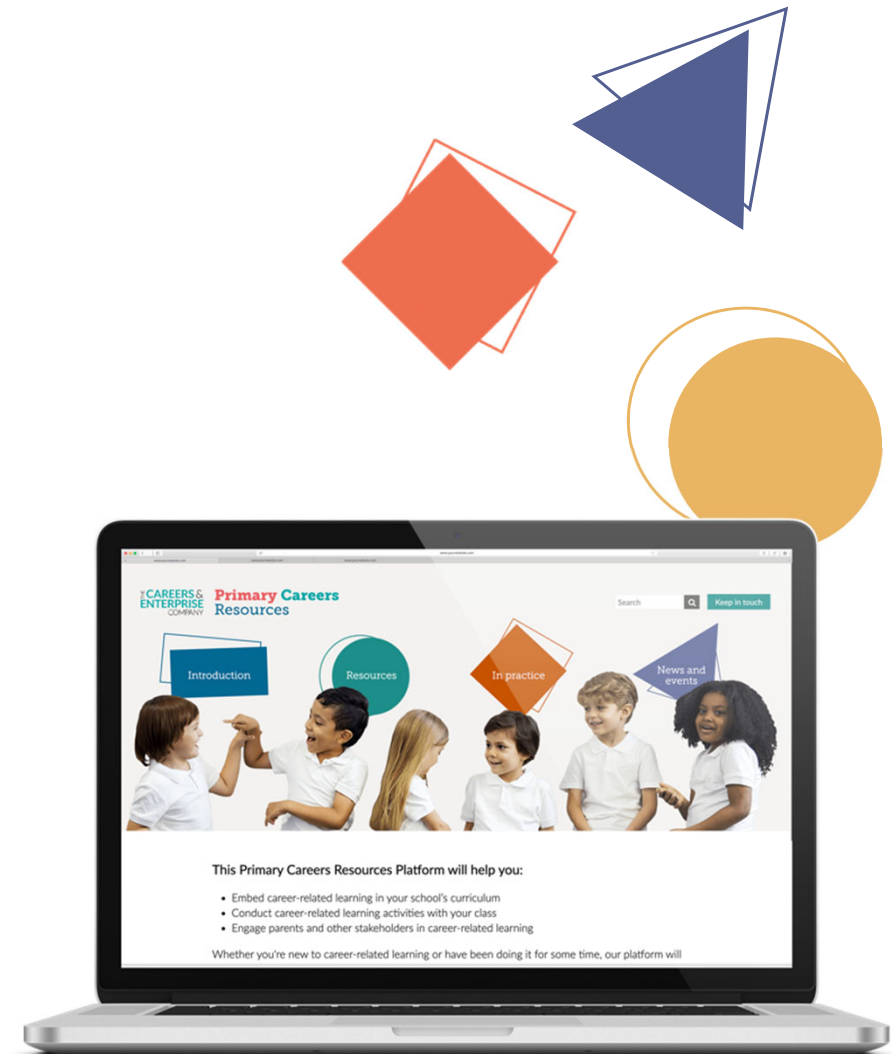 THE
CAREERS &
ENTERPRISE
COMPANY
Primary Careers
Resources
Search
Keep in touch
Introduction
Resources
In practice
News and
events
This Primary Careers Resources Platform will help you:
• Embed career-related learning in your school's curriculum
• Conduct career-related learning activities with your class
• Engage parents and other stakeholders in career-related learning
Whether you're new to career-related learning or have been doing it for some time, our platform will